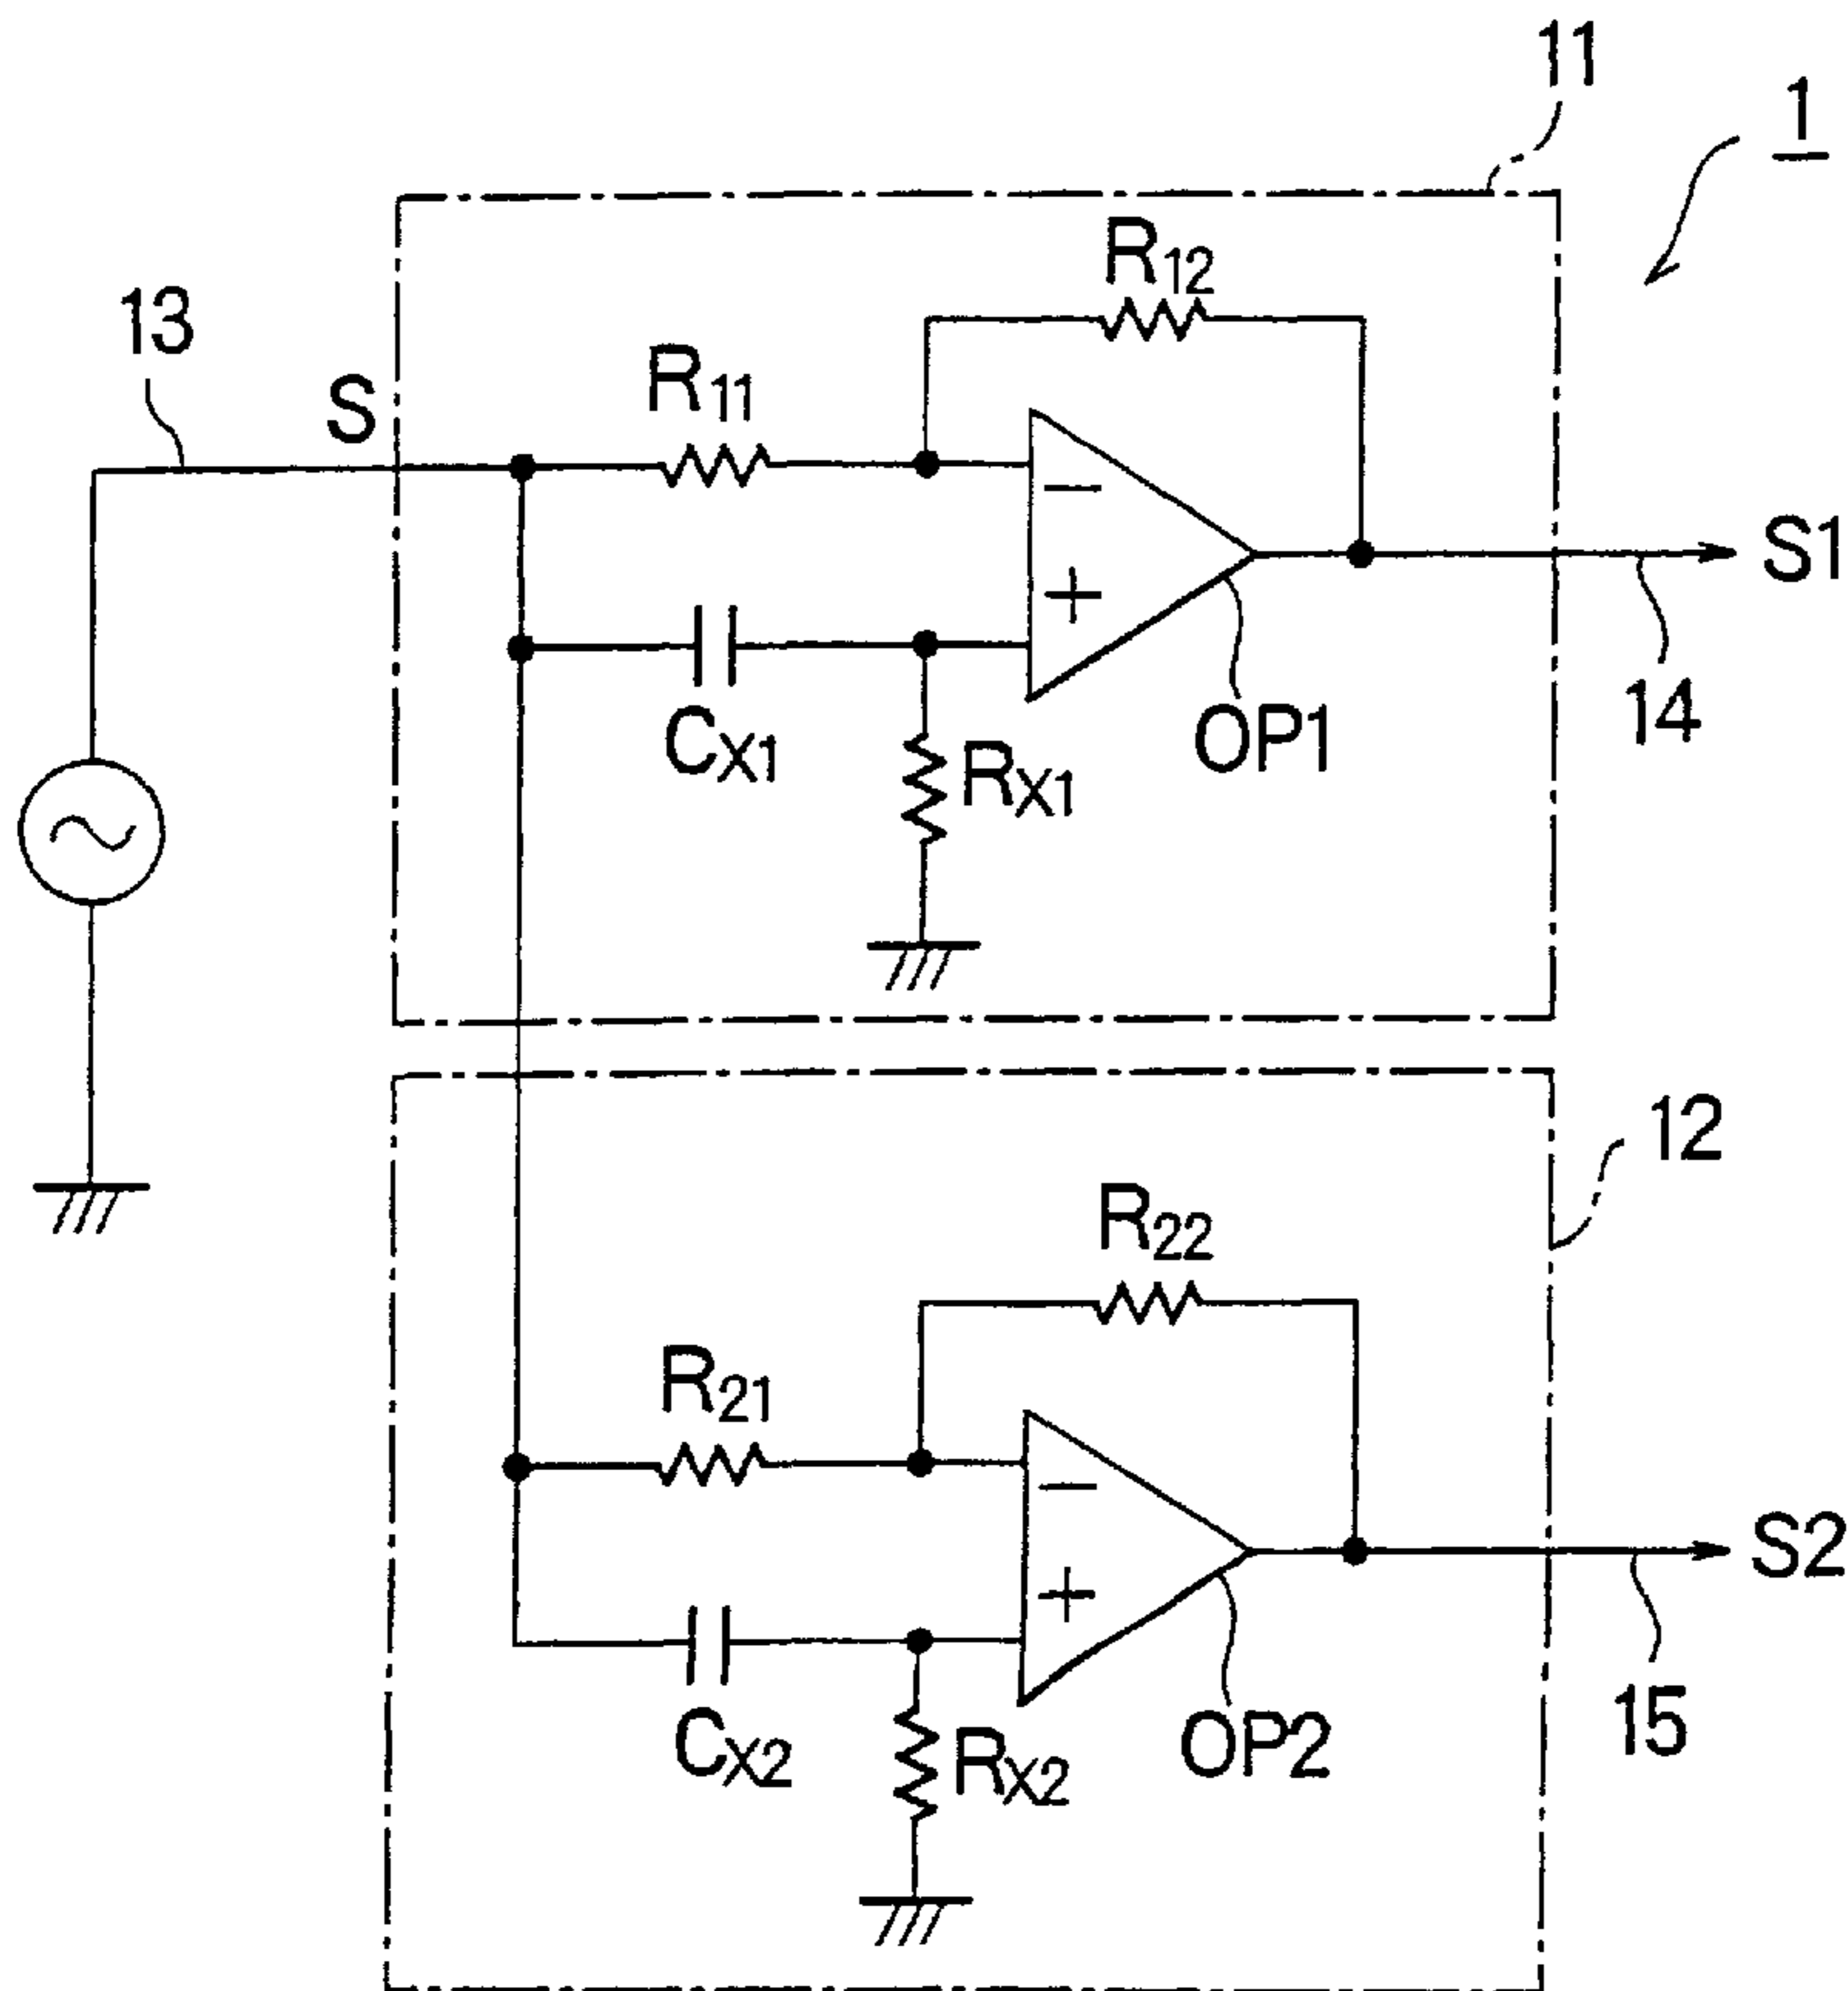 11
1
R12
13
S
R11
−
S1
+
CX1
RX1
OP1
14
12
R22
R21
−
S2
+
CX2
RX2
OP2
15